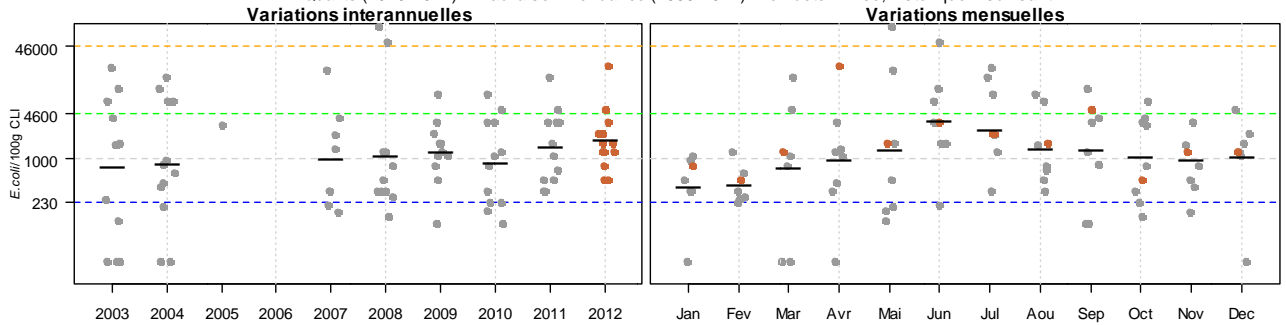 Variations interannuelles
Variations mensuelles
E.coli/100g CLI
46000
4600
1000
230
2003 2004 2005 2006 2007 2008 2009 2010 2011 2012
Jan Fev Mar Avr Mai Jun Jul Aou Sep Oct Nov Dec